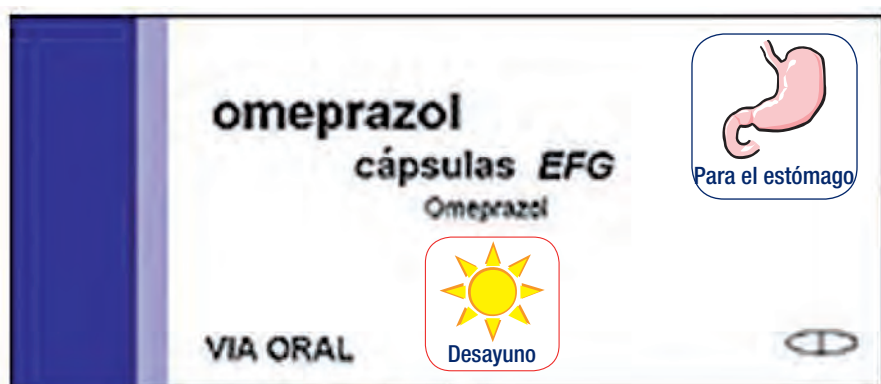 omeprazol
cápsulas EFG
Omeprazol
Para el estómago
VIA ORAL
Desayuno